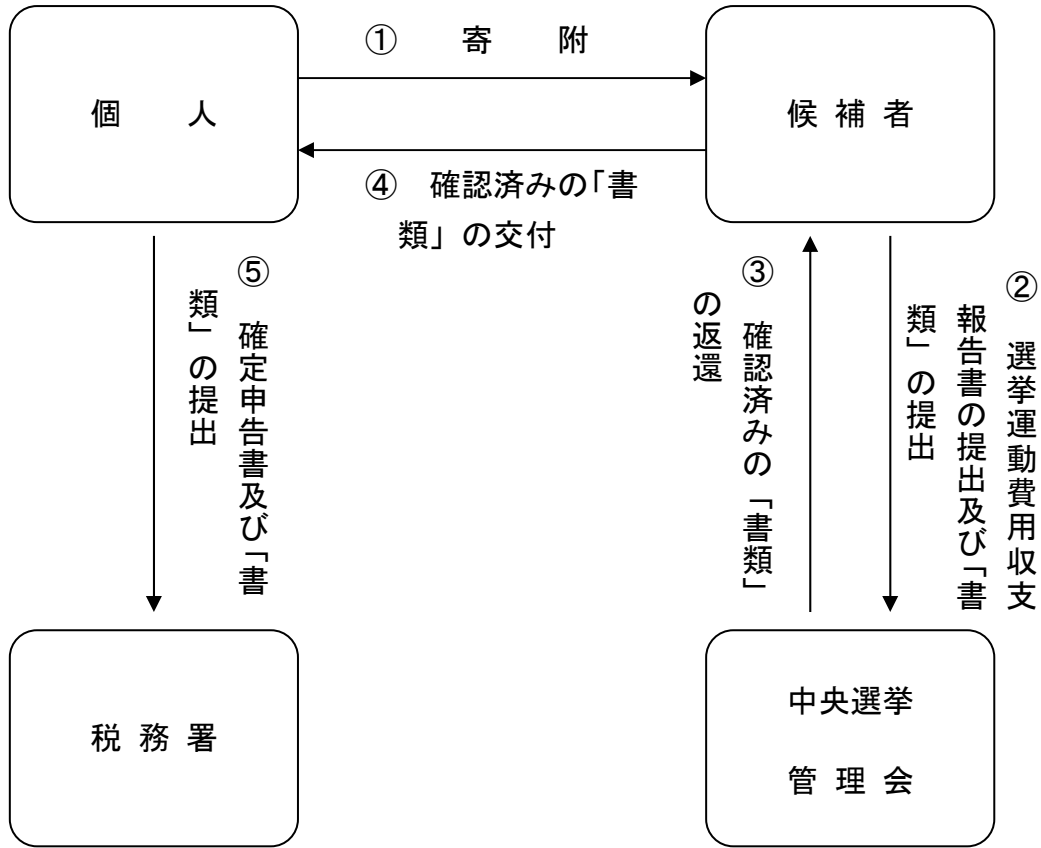 ① 寄 附
個 人
候 補 者
④ 確認済みの「書
類」の交付
⑤ 確定申告書及び「書
類」の提出
③ 確認済みの「書類」
の返還
② 選挙運動費用収支
報告書の提出及び「書
類」の提出
税 務 署
中央選挙
管 理 会